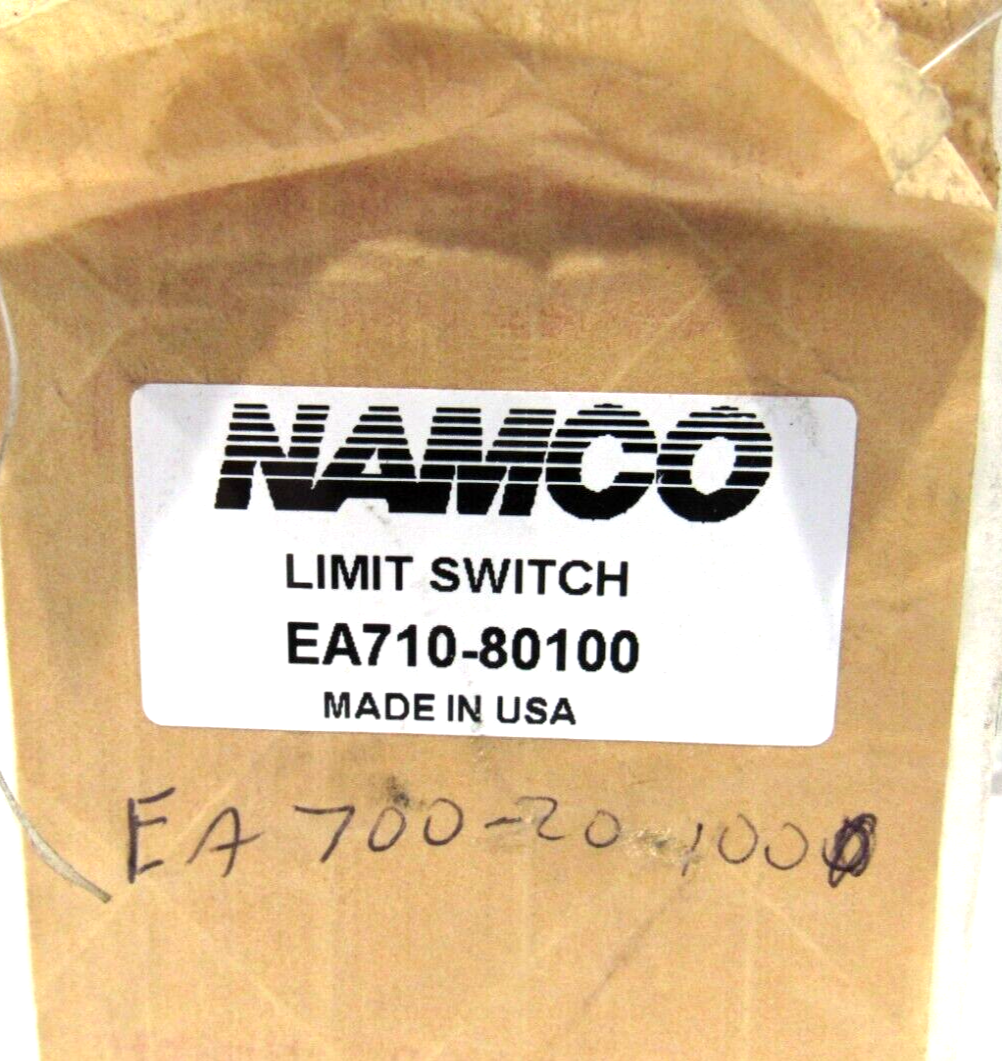 NAMCO
LIMIT SWITCH
EA710-80100
MADE IN USA
EA 700-20 100